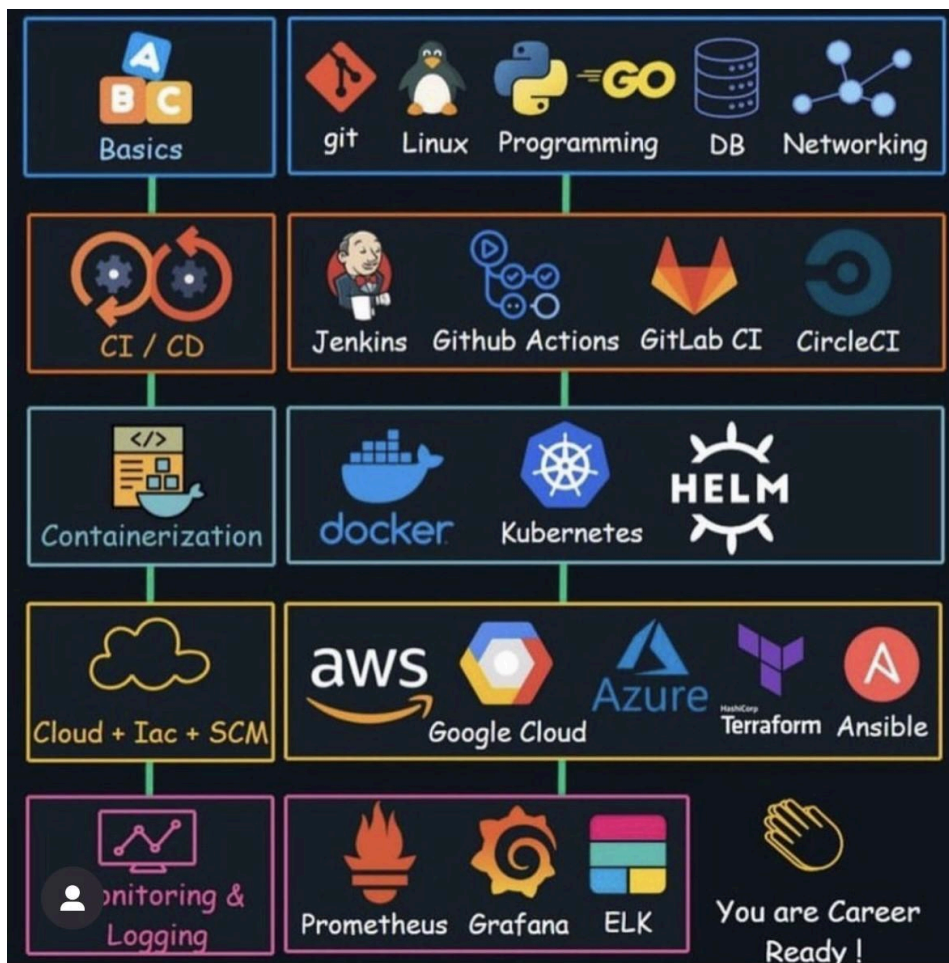 A
B C
Basics
git
Linux
Programming
GO
DB
Networking
CI / CD
Jenkins
Github Actions
GitLab CI
CircleCI
</>
Containerization
docker
Kubernetes
HELM
Cloud + Iac + SCM
aws
Google Cloud
Azure
HashiCorp
Terraform
A
Ansible
&
Logging
Prometheus
Grafana
ELK
You are Career
Ready !